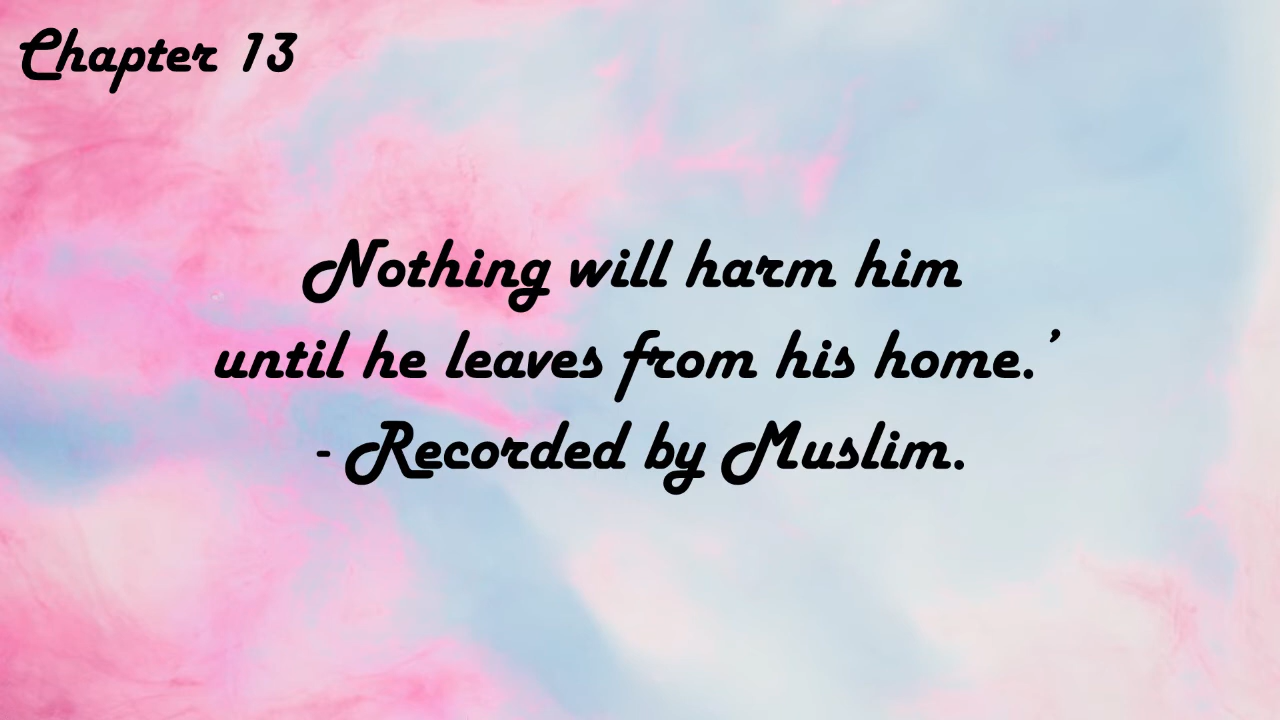 Chapter 13
Nothing will harm him
until he leaves from his home.’
- Recorded by Muslim.